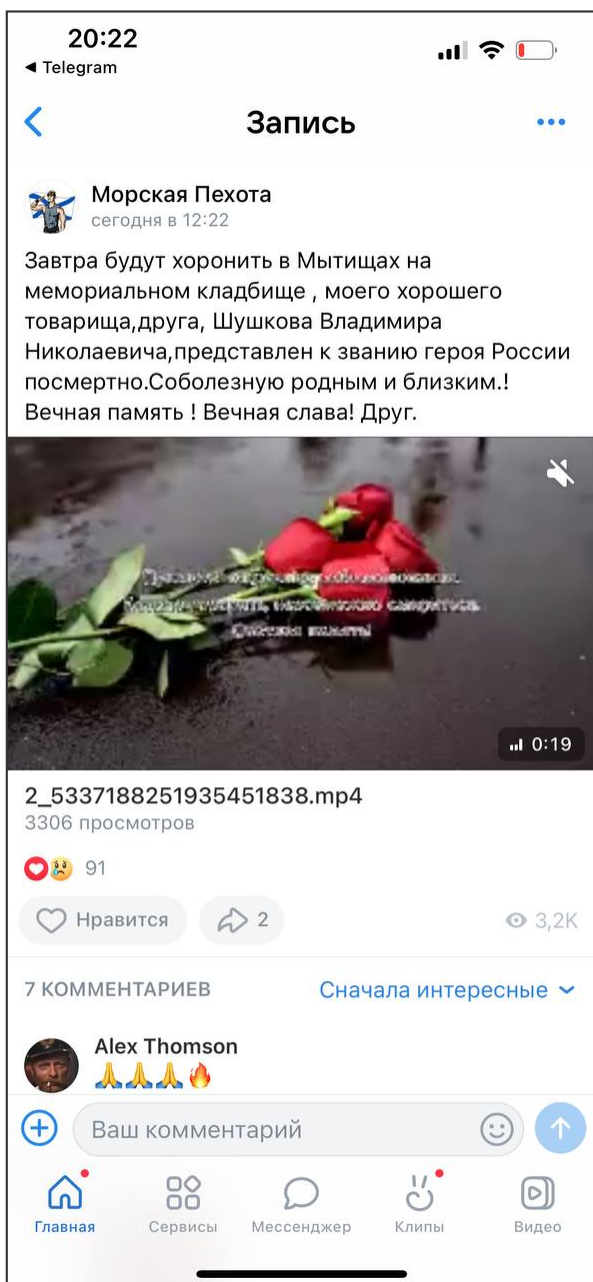 20:22
◀ Telegram
Запись
Морская Пехота
сегодня в 12:22
Завтра будут хоронить в Мытищах на
мемориальном кладбище , моего хорошего
товарища,друга, Шушкова Владимира
Николаевича,представлен к званию героя России
посмертно.Соболезную родным и близким.!
Вечная память ! Вечная слава! Друг.
0:19
2_5337188251935451838.mp4
3306 просмотров
91
Нравится
2
3,2K
7 КОММЕНТАРИЕВ
Сначала интересные
Alex Thomson
🙏🙏🙏🔥
Ваш комментарий
Главная
Сервисы
Мессенджер
Клипы
Видео